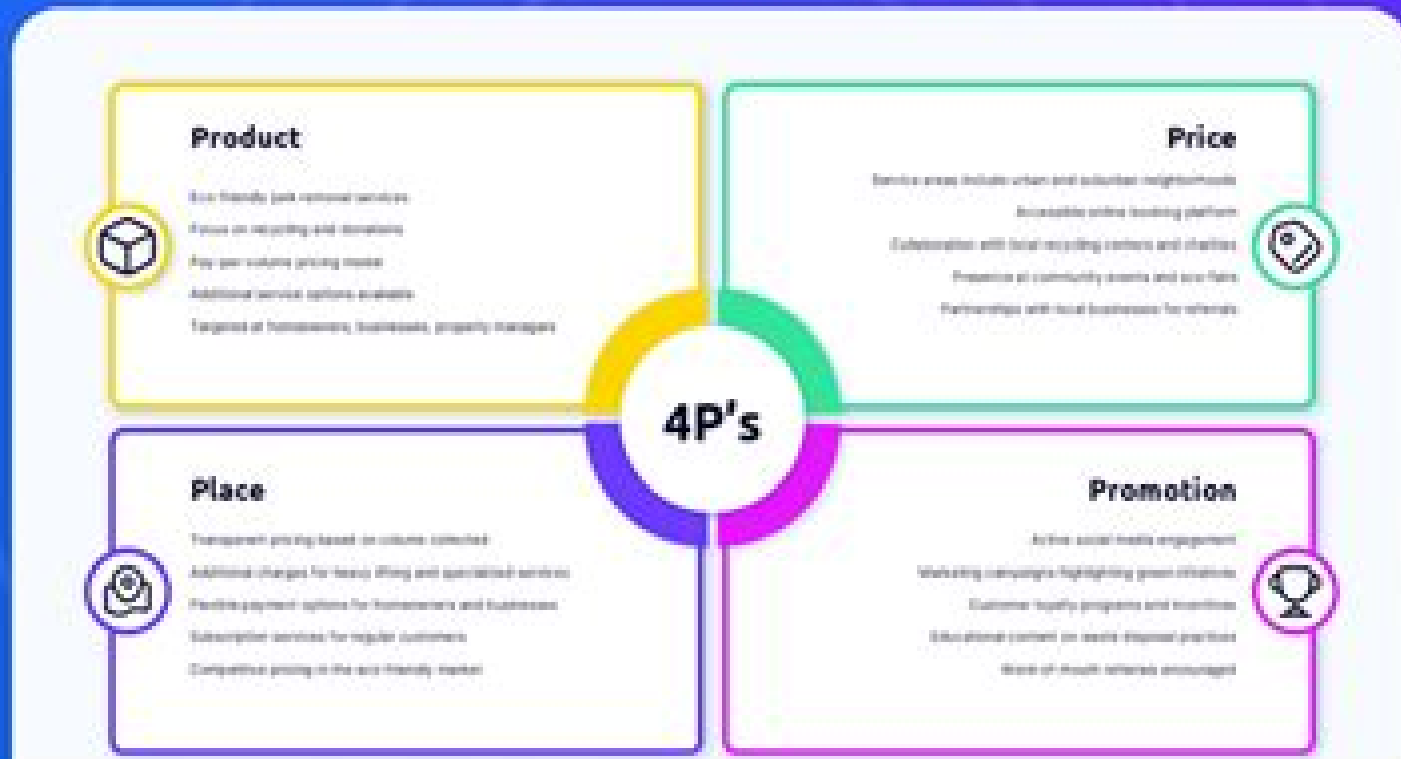 Product
Eco-friendly junk removal services
Focus on recycling and donations
Pay-per-volume pricing model
Additional service options available
Targeted at homeowners, businesses, property managers
Price
Service areas include urban and suburban neighborhoods
Accessible online booking platform
Collaboration with local recycling centers and charities
Presence at community events and eco-fairs
Partnerships with local businesses for referrals
4P's
Place
Transparent pricing based on volume collected
Additional charges for heavy lifting and specialized services
Flexible payment options for homeowners and businesses
Subscription services for regular customers
Competitive pricing in the eco-friendly market
Promotion
Active social media engagement
Marketing campaigns highlighting green initiatives
Customer loyalty programs and incentives
Educational content on waste disposal practices
Word-of-mouth referrals encouraged